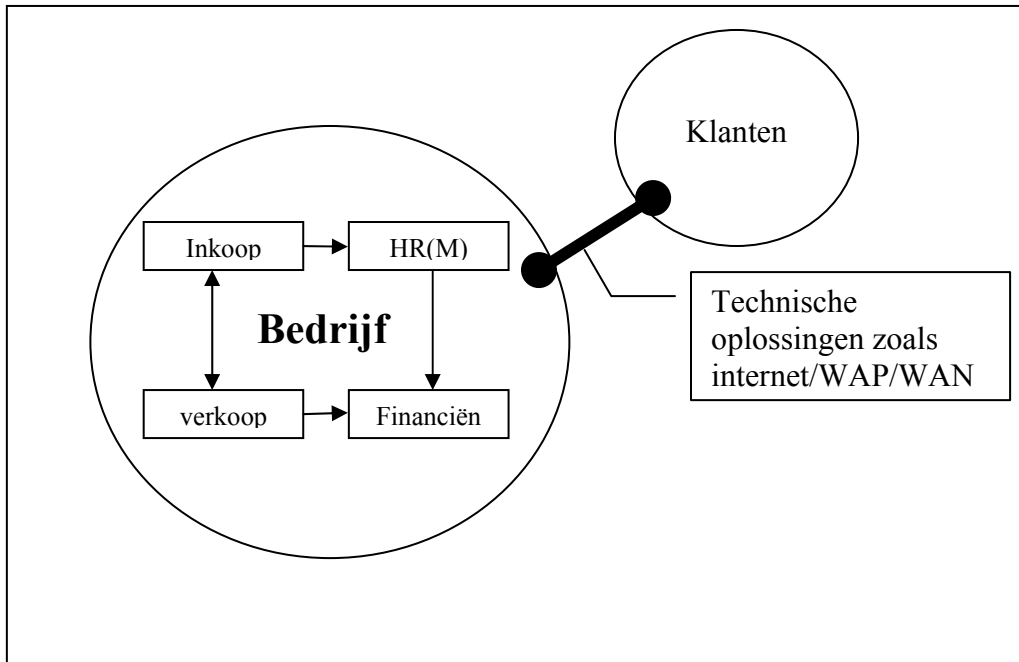 Klanten
Inkoop
HR(M)
Bedrijf
verkoop
Financiën
Technische
oplossingen zoals
internet/WAP/WAN